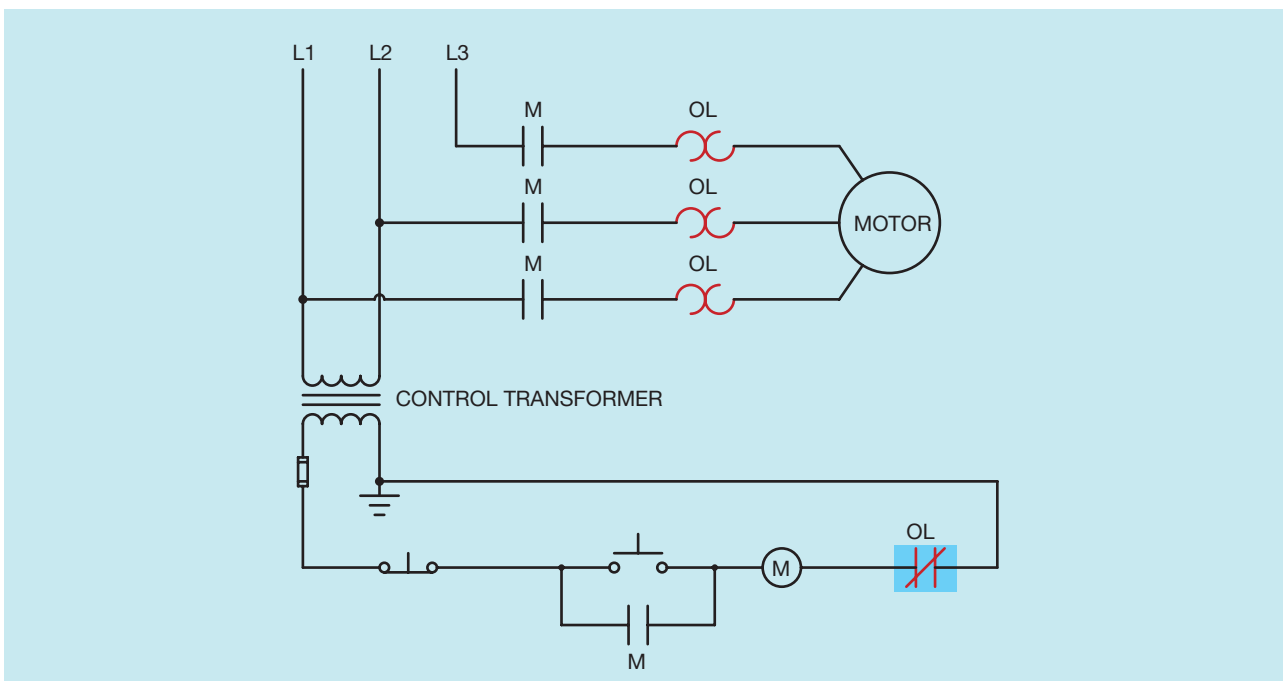 L1 L2 L3
M OL
M OL
MOTOR
M OL
CONTROL TRANSFORMER
OL
M
M